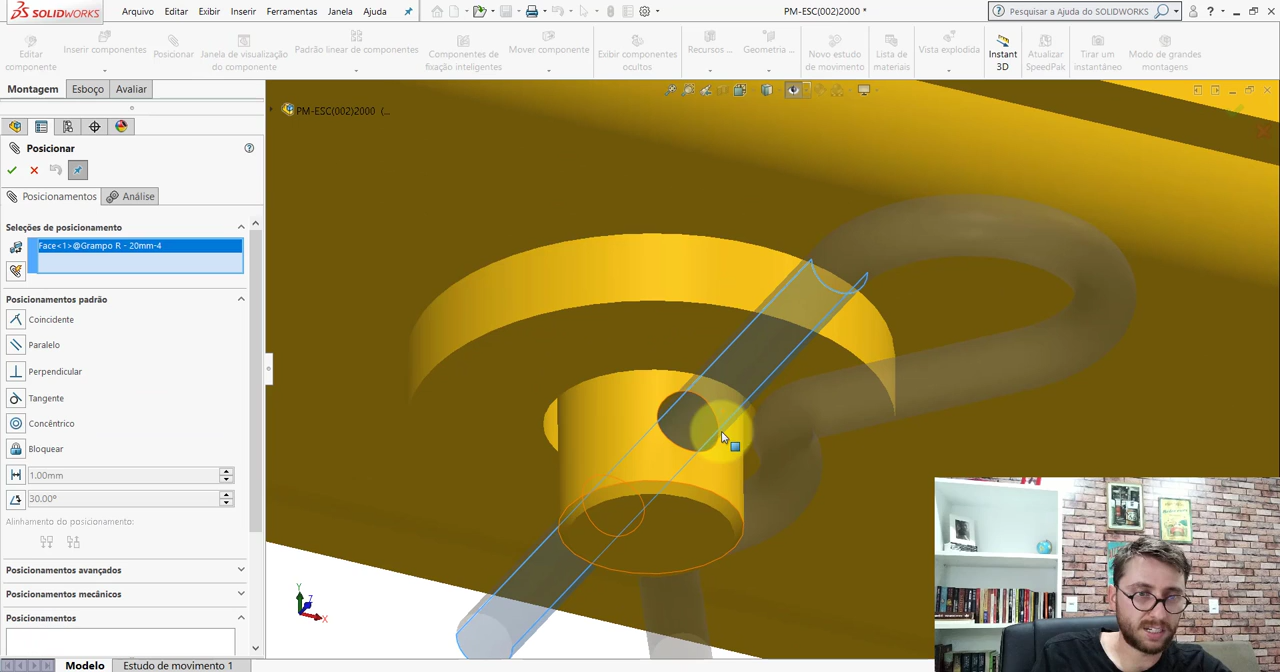 SOLIDWORKS
Arquivo Editar Exibir Inserir Ferramentas Janela Ajuda
PM-ESC(002)2000 *
Pesquisar a Ajuda do SOLIDWORKS
Editar componente
Inserir componentes
Posicionar
Janela de visualização do componente
Padrão linear de componentes
Componentes de fixação inteligentes
Mover componente
Exibir componentes ocultos
Recursos ...
Geometria ...
Novo estudo de movimento
Lista de materiais
Vista explodida
Instant 3D
Atualizar SpeedPak
Tirar um instantâneo
Modo de grandes montagens
Montagem Esboço Avaliar
PM-ESC(002)2000 (...
Posicionar
Posicionamentos Análise
Seleções de posicionamento
Face<1>@Grampo R - 20mm-4
Posicionamentos padrão
Coincidente
Paralelo
Perpendicular
Tangente
Concêntrico
Bloquear
1.00mm
30.00º
Alinhamento do posicionamento:
Posicionamentos avançados
Posicionamentos mecânicos
Posicionamentos
Y
Z
X
Modelo Estudo de movimento 1